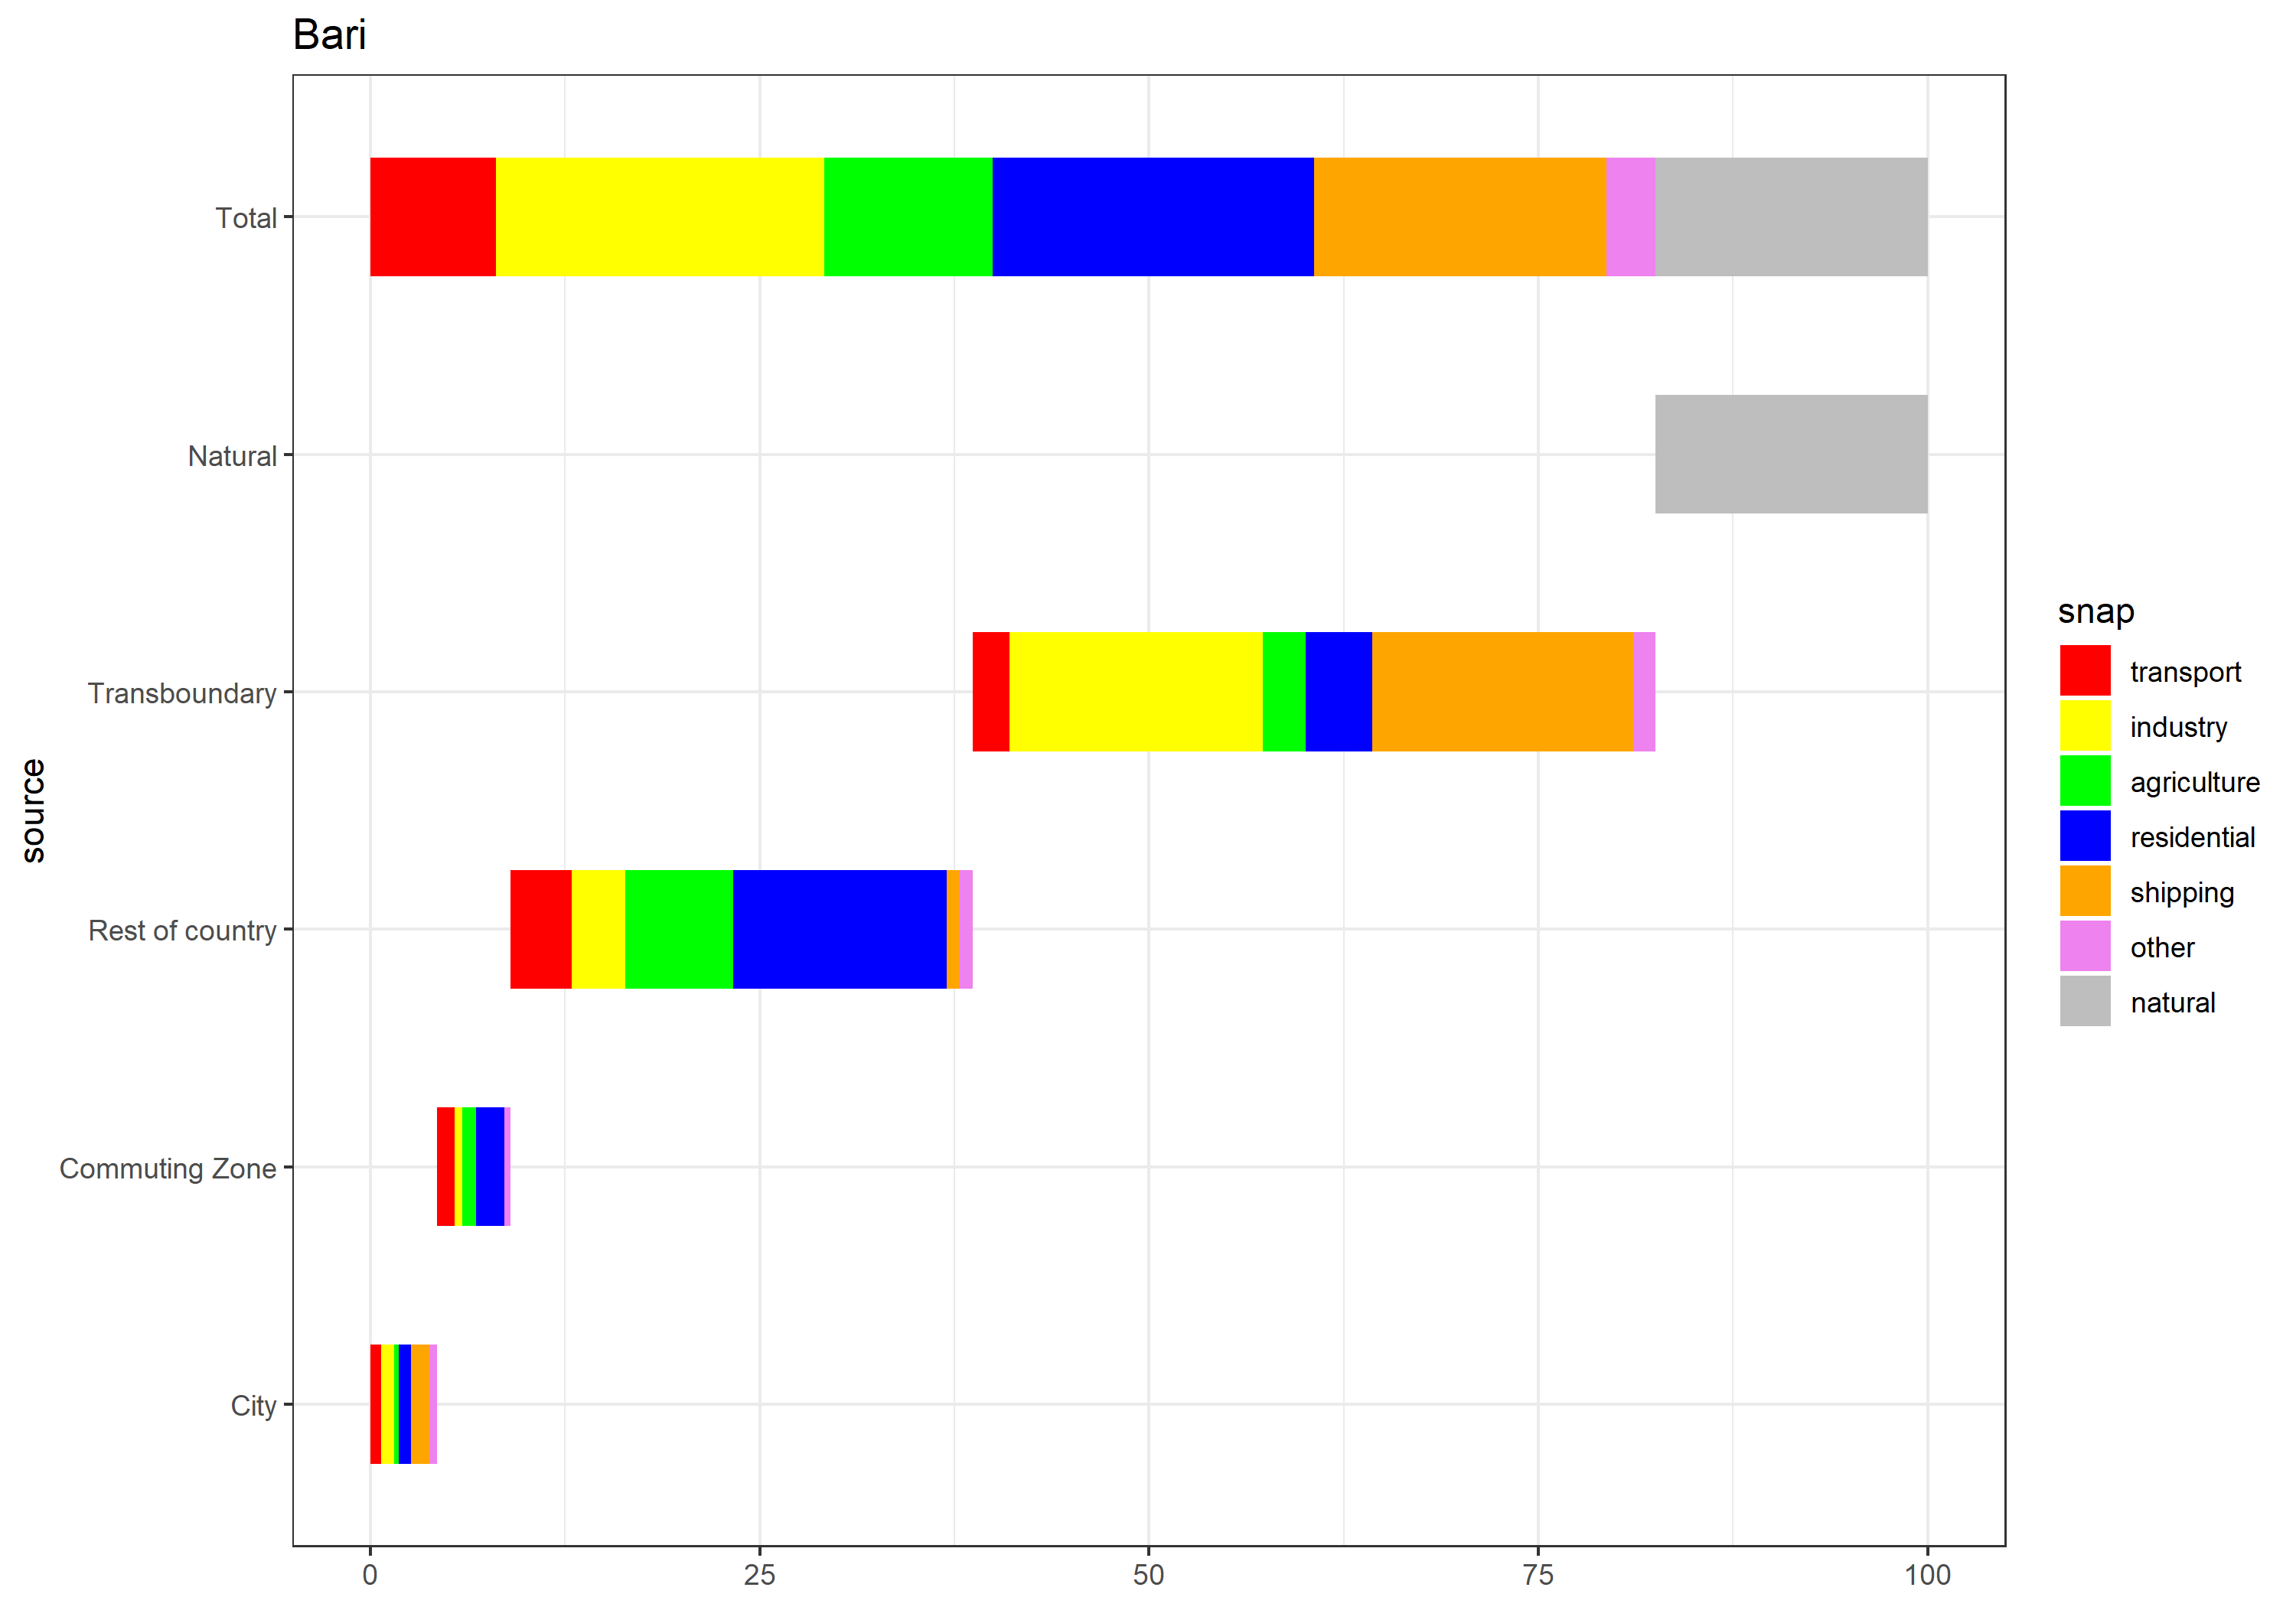 Bari
Total
Natural
Transboundary
Rest of country
Commuting Zone
City
source
0 25 50 75 100
snap
transport
industry
agriculture
residential
shipping
other
natural